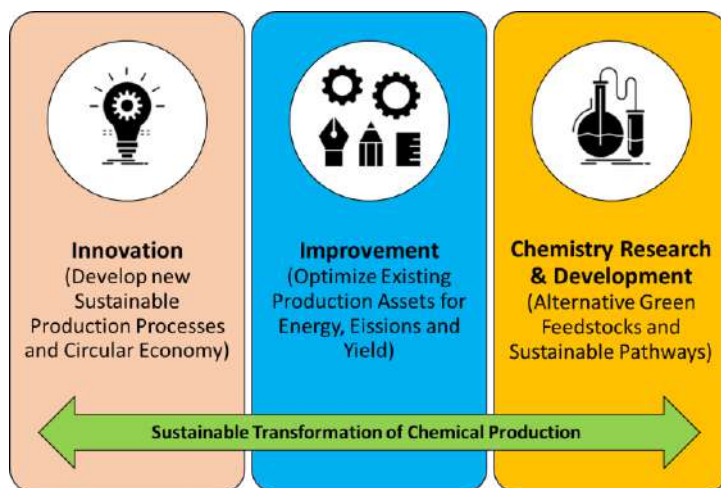 Innovation
(Develop new
Sustainable
Production Processes
and Circular Economy)
Improvement
(Optimize Existing
Production Assets for
Energy, Eissions and
Yield)
Chemistry Research
& Development
(Alternative Green
Feedstocks and
Sustainable Pathways)
Sustainable Transformation of Chemical Production